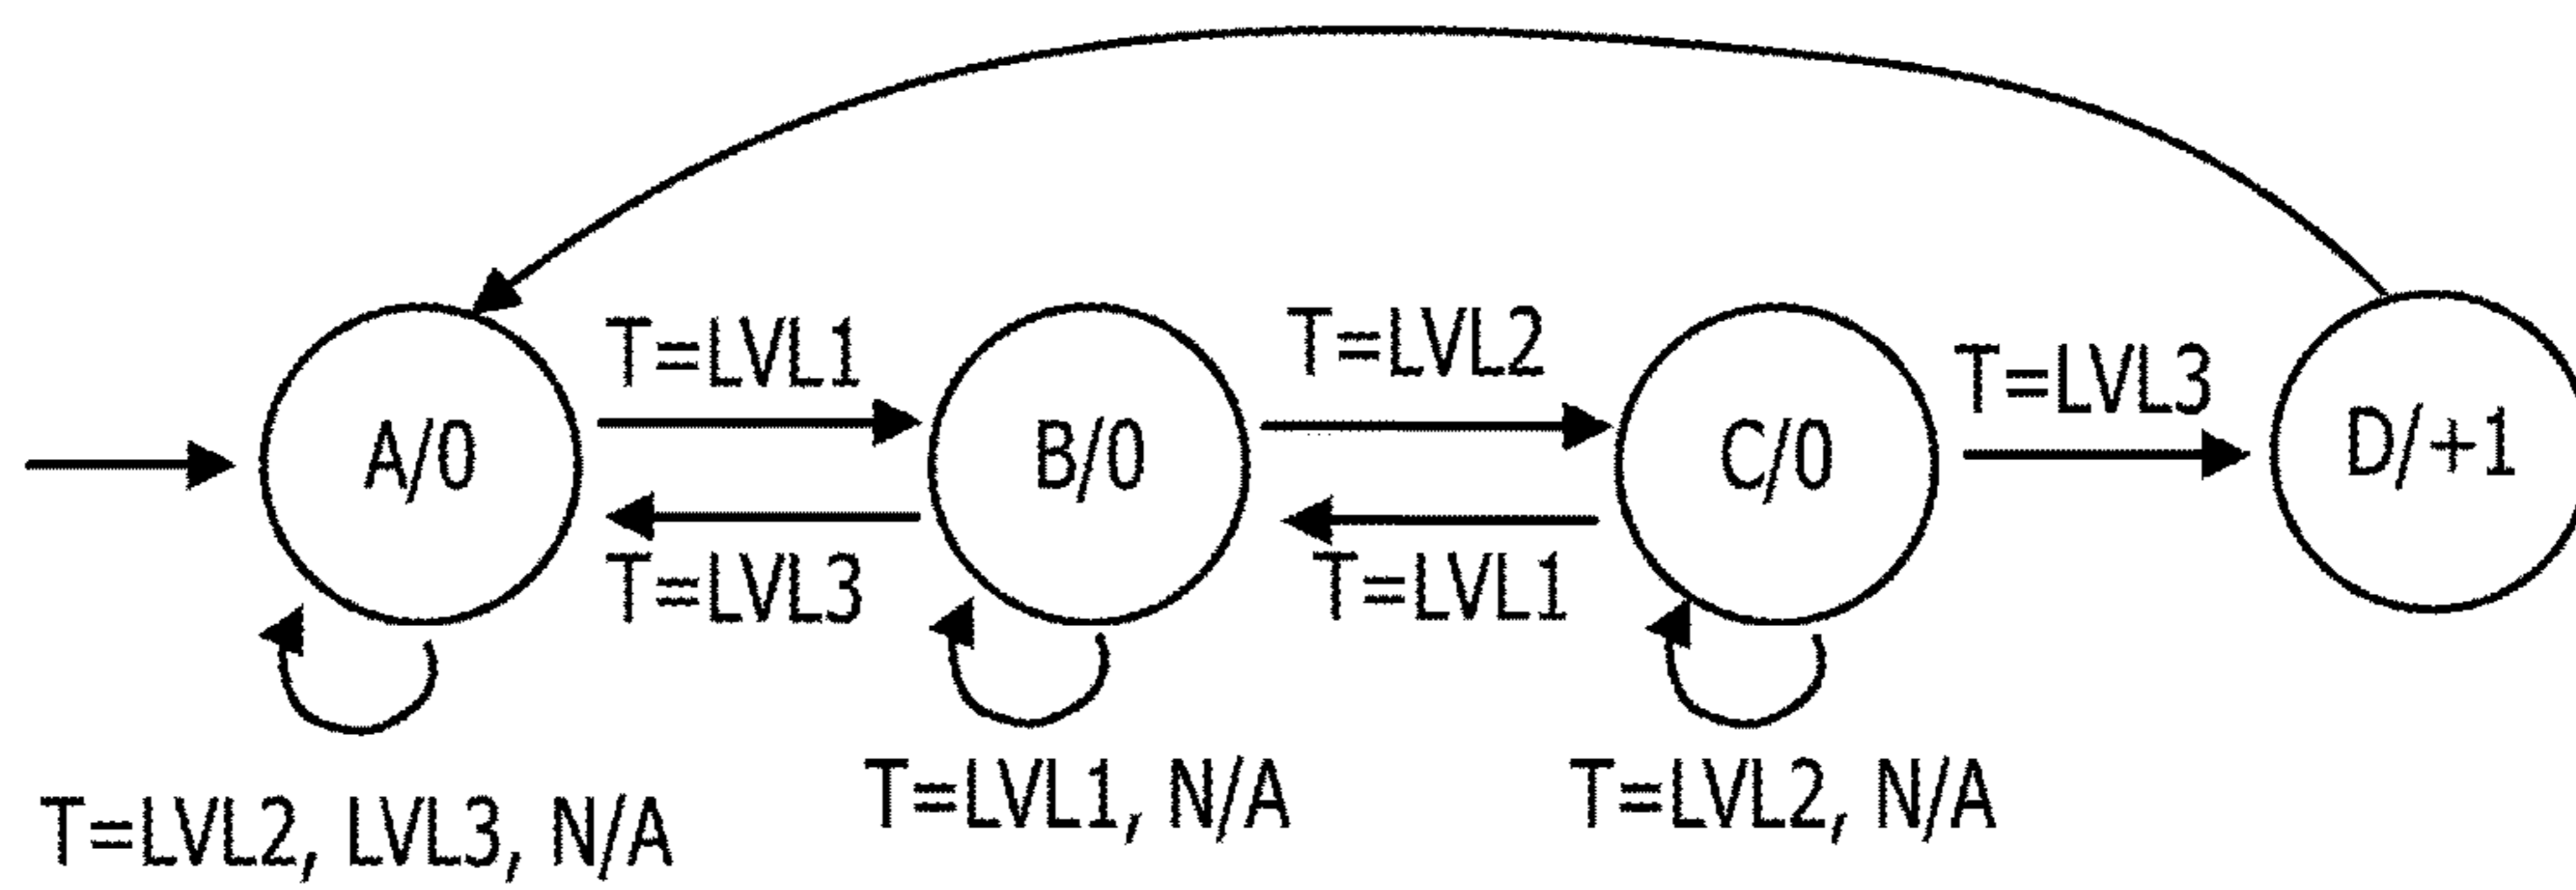 T=LVL1
T=LVL2
T=LVL3
A/0
B/0
C/0
D/+1
T=LVL3
T=LVL1
T=LVL2, LVL3, N/A
T=LVL1, N/A
T=LVL2, N/A